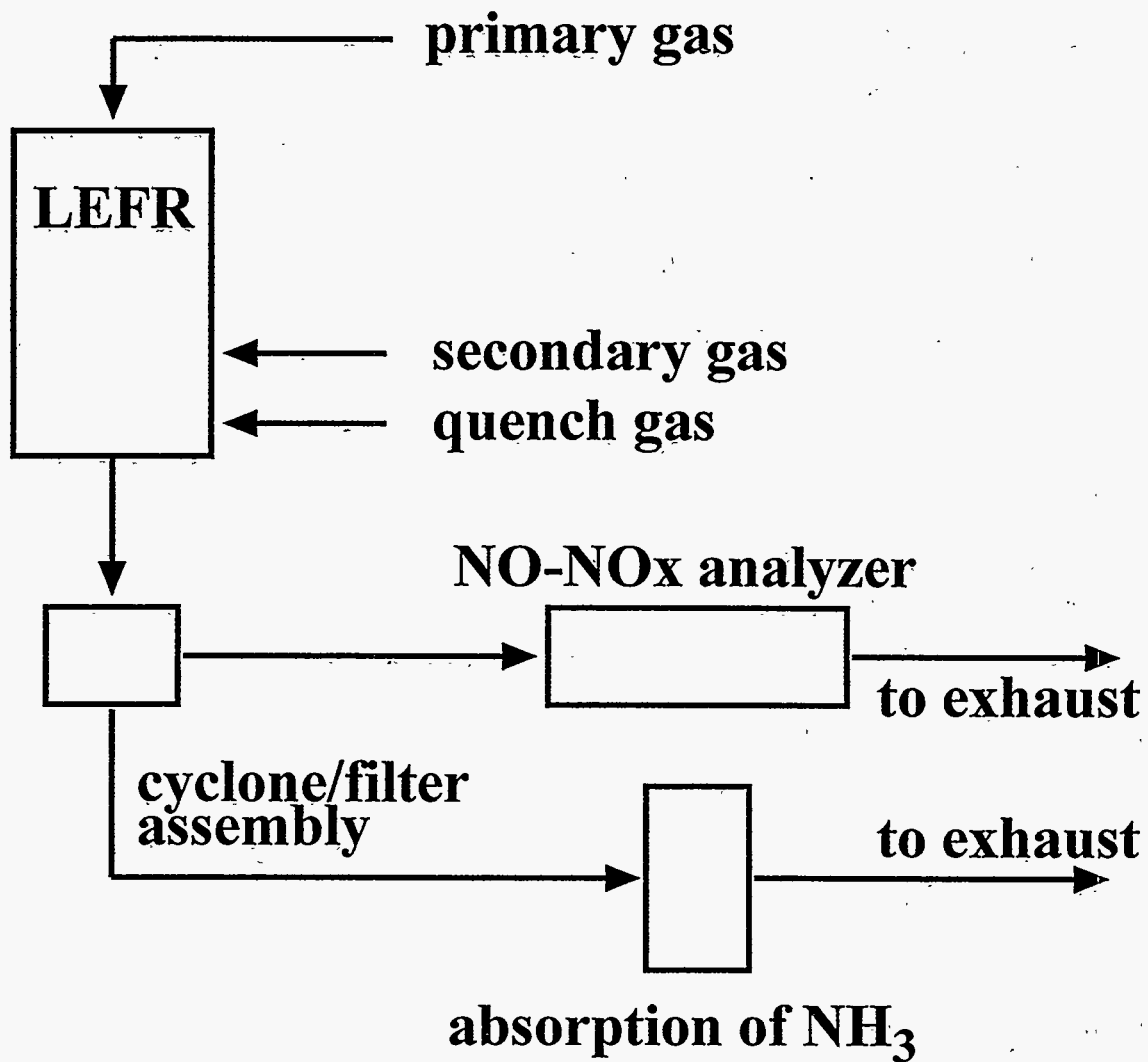 primary gas
LEFR
secondary gas
quench gas
NO-NOx analyzer
to exhaust
cyclone/filter
assembly
to exhaust
absorption of NH₃